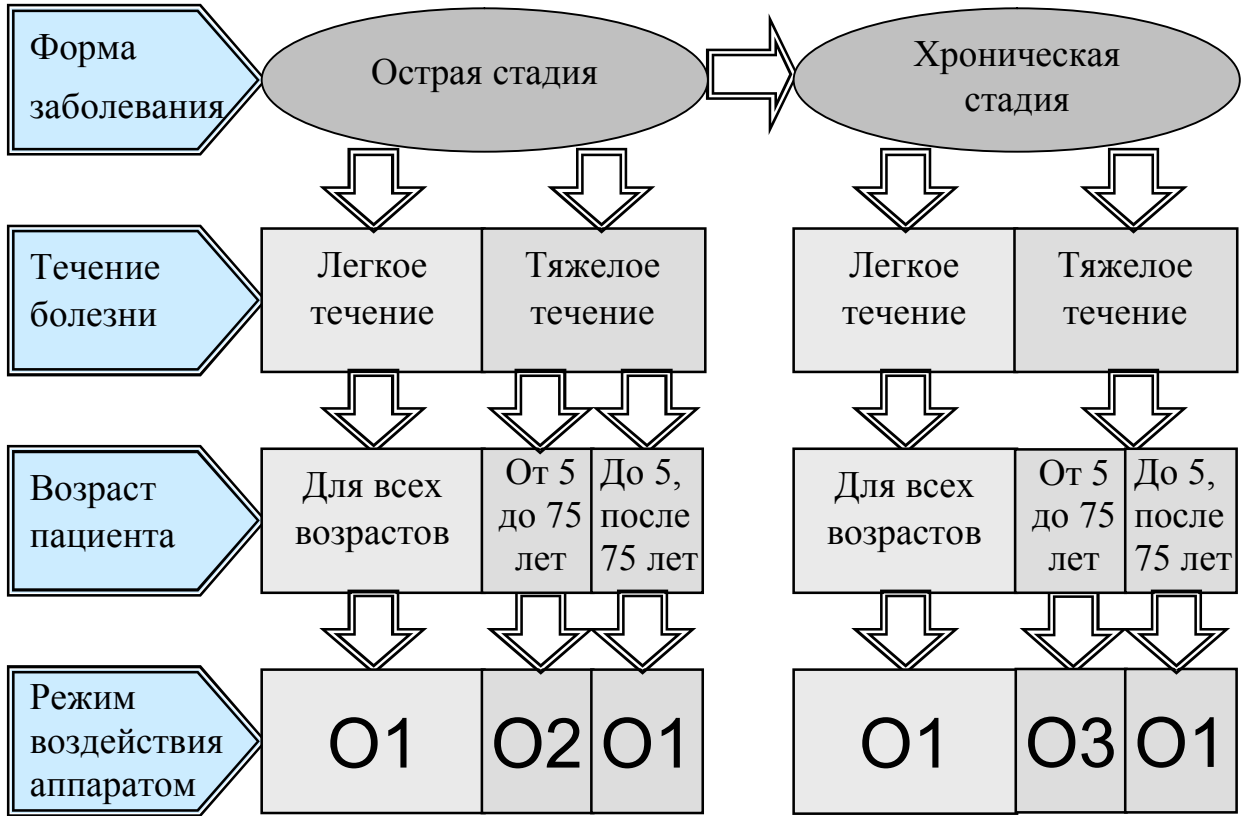 Форма
заболевания
Острая стадия
Хроническая
стадия
Течение
болезни
Легкое
течение
Тяжелое
течение
Легкое
течение
Тяжелое
течение
Возраст
пациента
Для всех
возрастов
От 5
до 75
лет
До 5,
после
75 лет
Для всех
возрастов
От 5
до 75
лет
До 5,
после
75 лет
Режим
воздействия
аппаратом
О1
О2
О1
О1
О3
О1